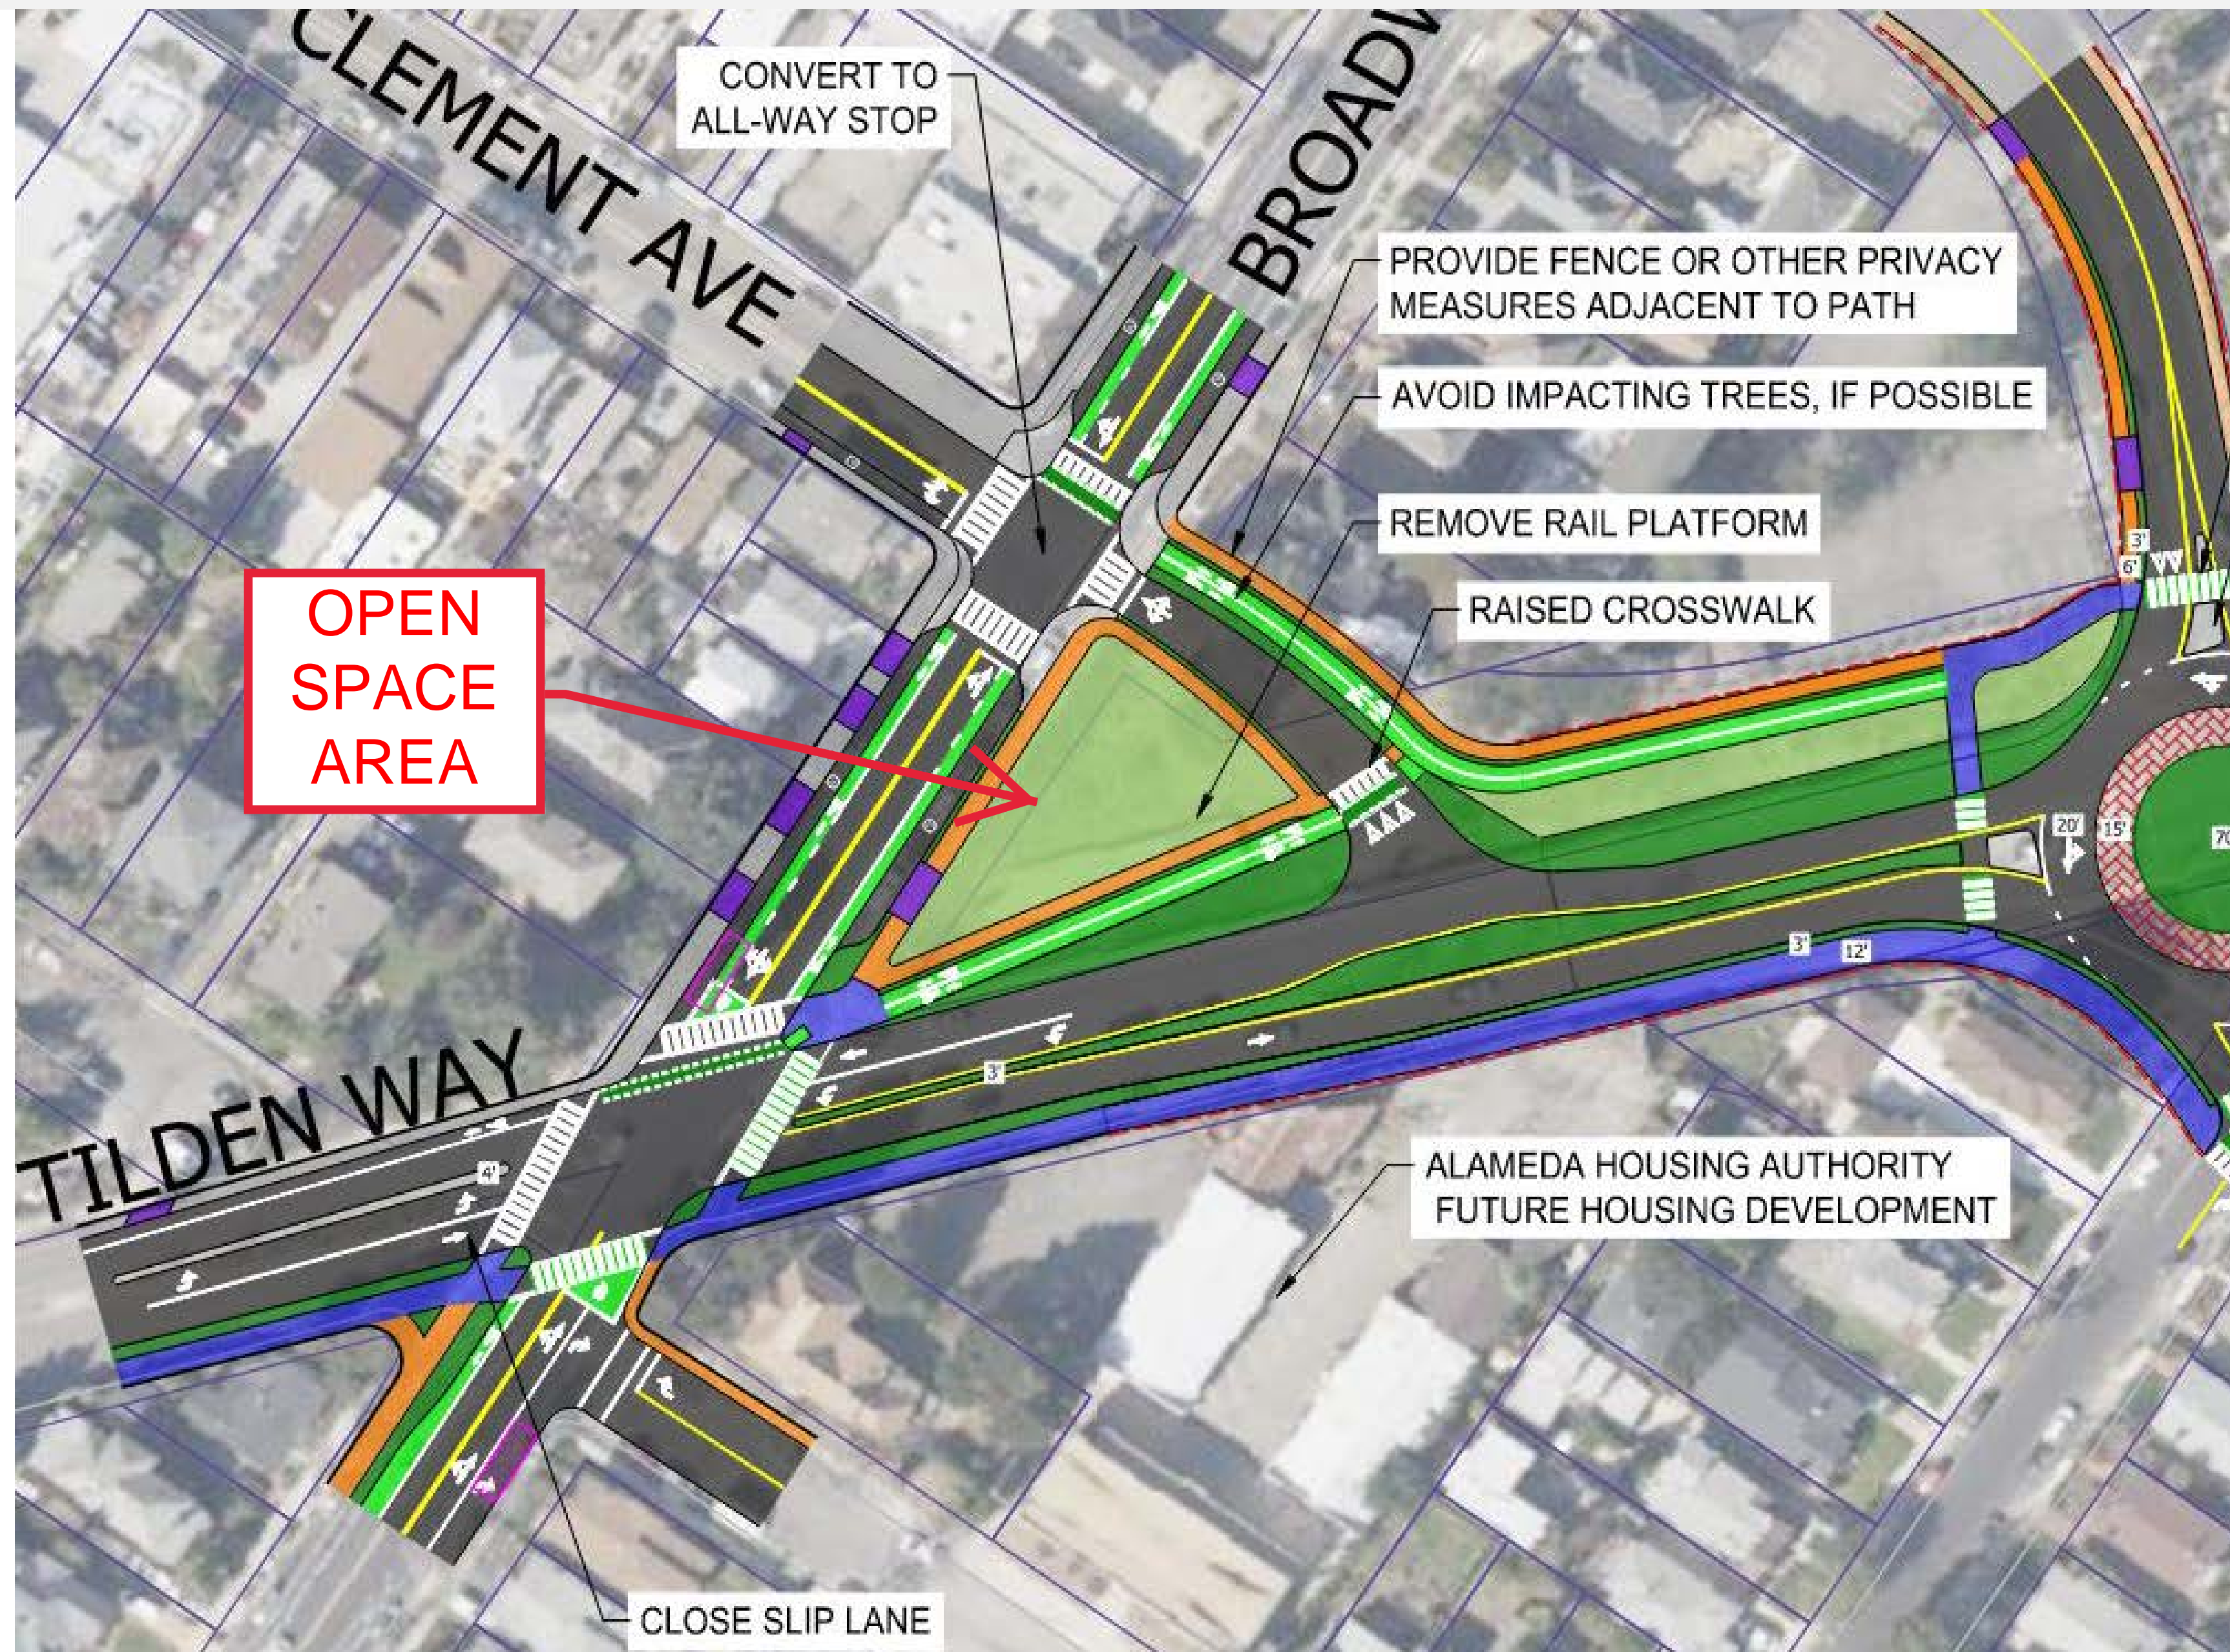 CLEMENT AVE
CONVERT TO
ALL-WAY STOP
BROADW
PROVIDE FENCE OR OTHER PRIVACY
MEASURES ADJACENT TO PATH
AVOID IMPACTING TREES, IF POSSIBLE
REMOVE RAIL PLATFORM
RAISED CROSSWALK
OPEN
SPACE
AREA
3'
6'
20'
15'
70
3'
12'
3'
TILDEN WAY
4'
ALAMEDA HOUSING AUTHORITY
FUTURE HOUSING DEVELOPMENT
CLOSE SLIP LANE